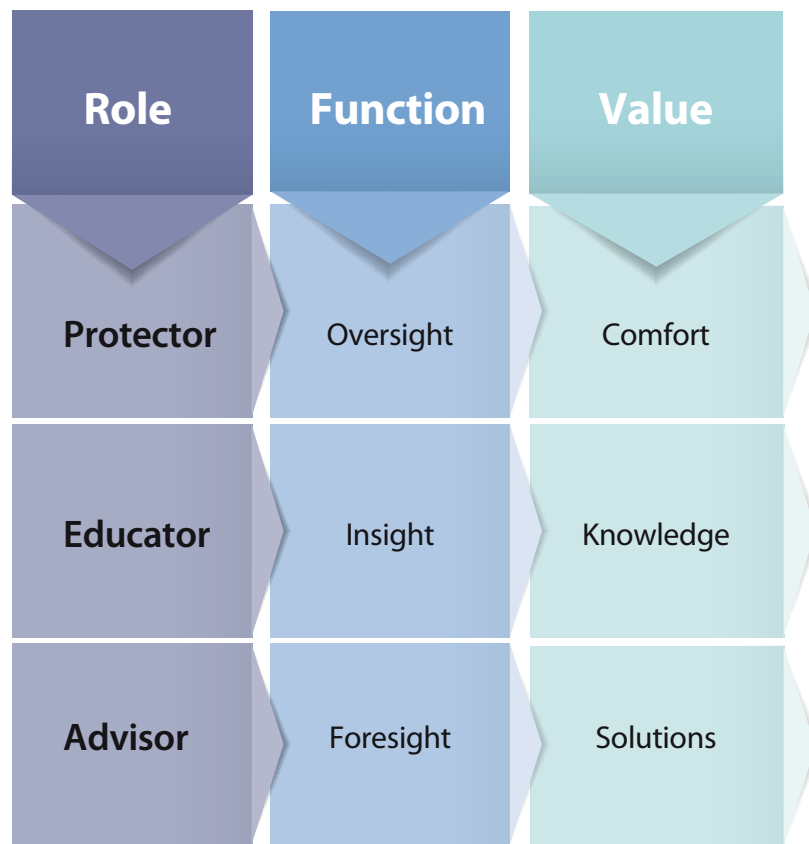 Role Function Value
Protector Oversight Comfort
Educator Insight Knowledge
Advisor Foresight Solutions